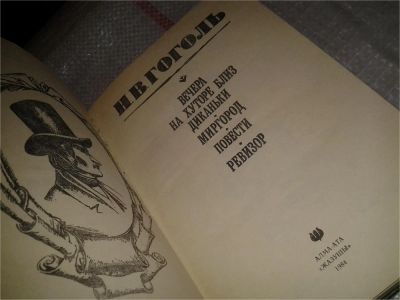 Н.В.ГОГОЛЬ
ВЕЧЕРА
НА ХУТОРЕ БЛИЗ
ДИКАНЬКИ
МИРГОРОД
ПОВЕСТИ
РЕВИЗОР
АЛМА АТА
«ЖАЗУШЫ»
1984